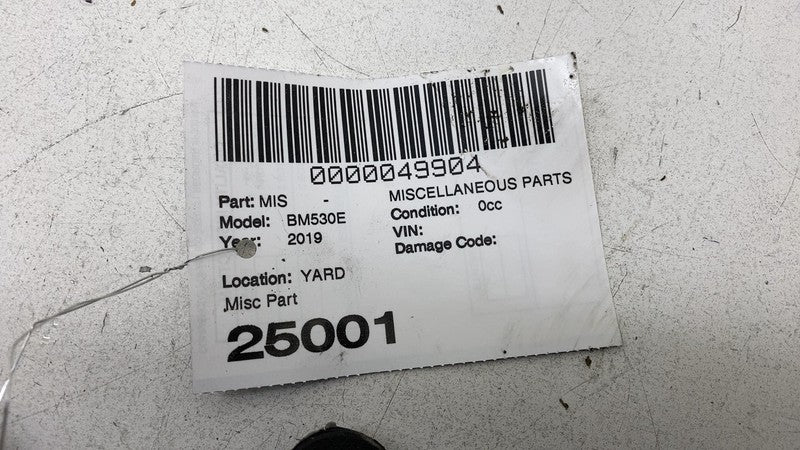 0000049904
Part: MIS - MISCELLANEOUS PARTS
Model: BM530E Condition: 0cc
Year: 2019 VIN:
Damage Code:
Location: YARD
Misc Part
25001